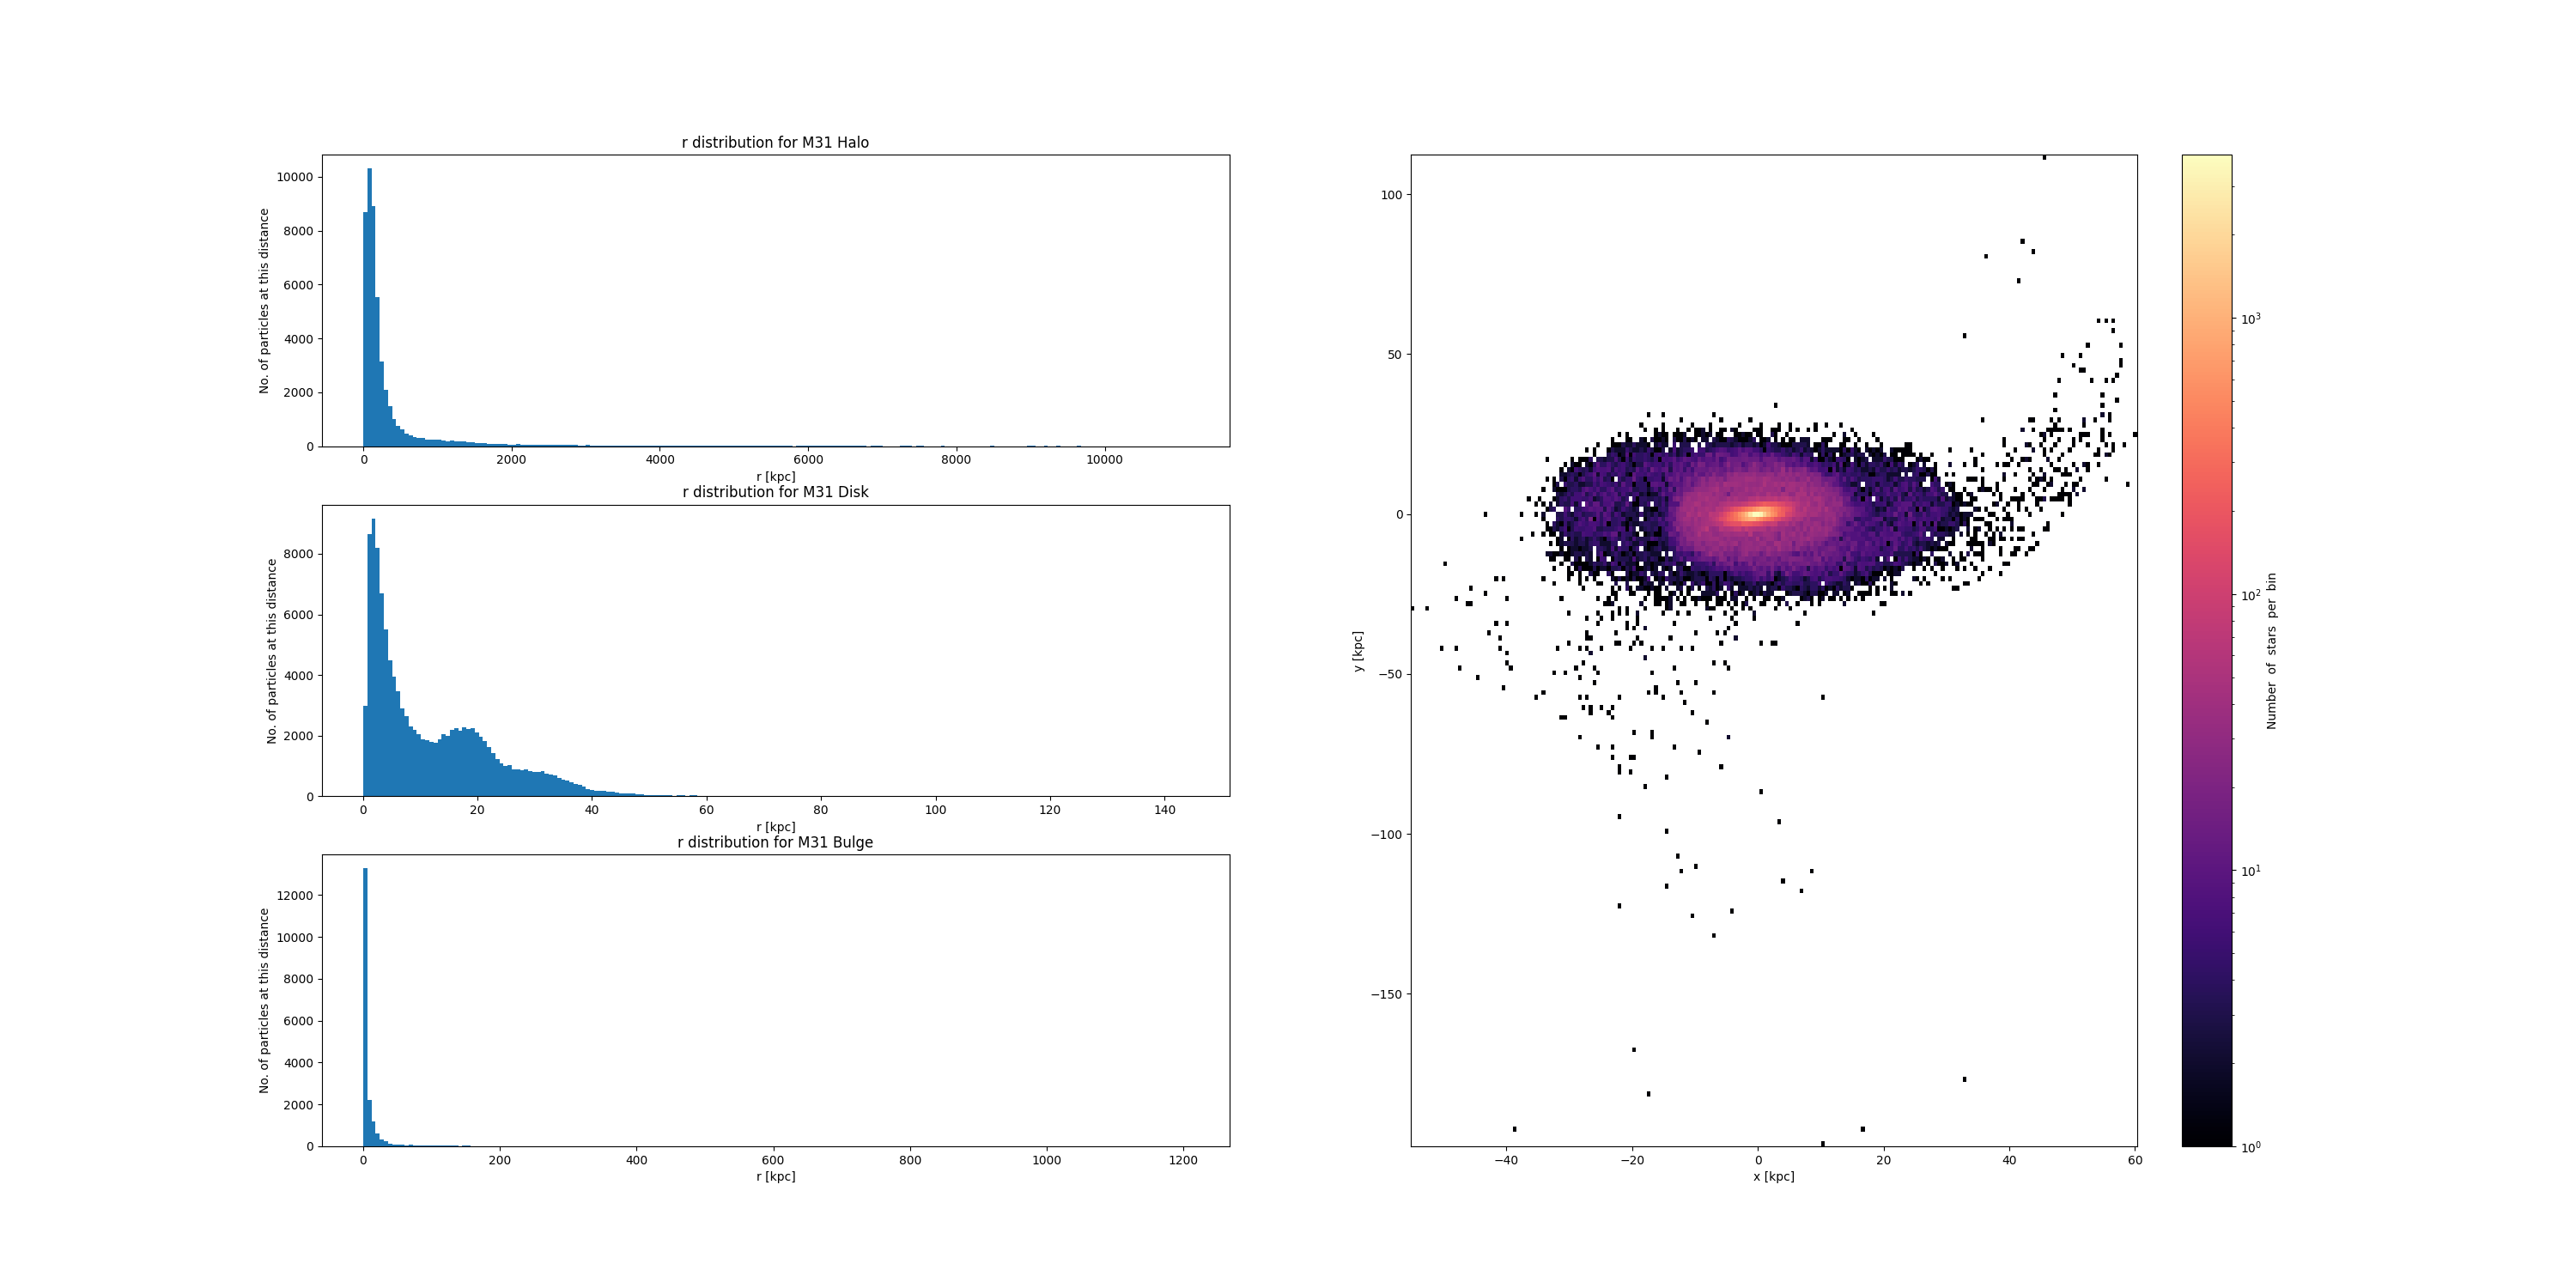 r distribution for M31 Halo
No. of particles at this distance
10000
8000
6000
4000
2000
0
0 2000 4000 6000 8000 10000
r [kpc]
r distribution for M31 Disk
No. of particles at this distance
8000
6000
4000
2000
0
0 20 40 60 80 100 120 140
r [kpc]
r distribution for M31 Bulge
No. of particles at this distance
12000
10000
8000
6000
4000
2000
0
0 200 400 600 800 1000 1200
r [kpc]
y [kpc]
100
50
0
−50
−100
−150
−40 −20 0 20 40 60
x [kpc]
10³
10²
10¹
10⁰
Number of stars per bin